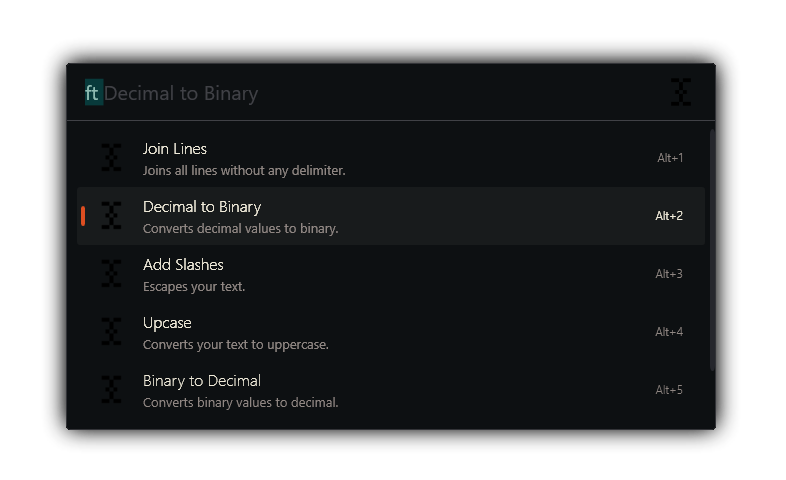 ft Decimal to Binary
Join Lines
Joins all lines without any delimiter.
Alt+1
Decimal to Binary
Converts decimal values to binary.
Alt+2
Add Slashes
Escapes your text.
Alt+3
Upcase
Converts your text to uppercase.
Alt+4
Binary to Decimal
Converts binary values to decimal.
Alt+5